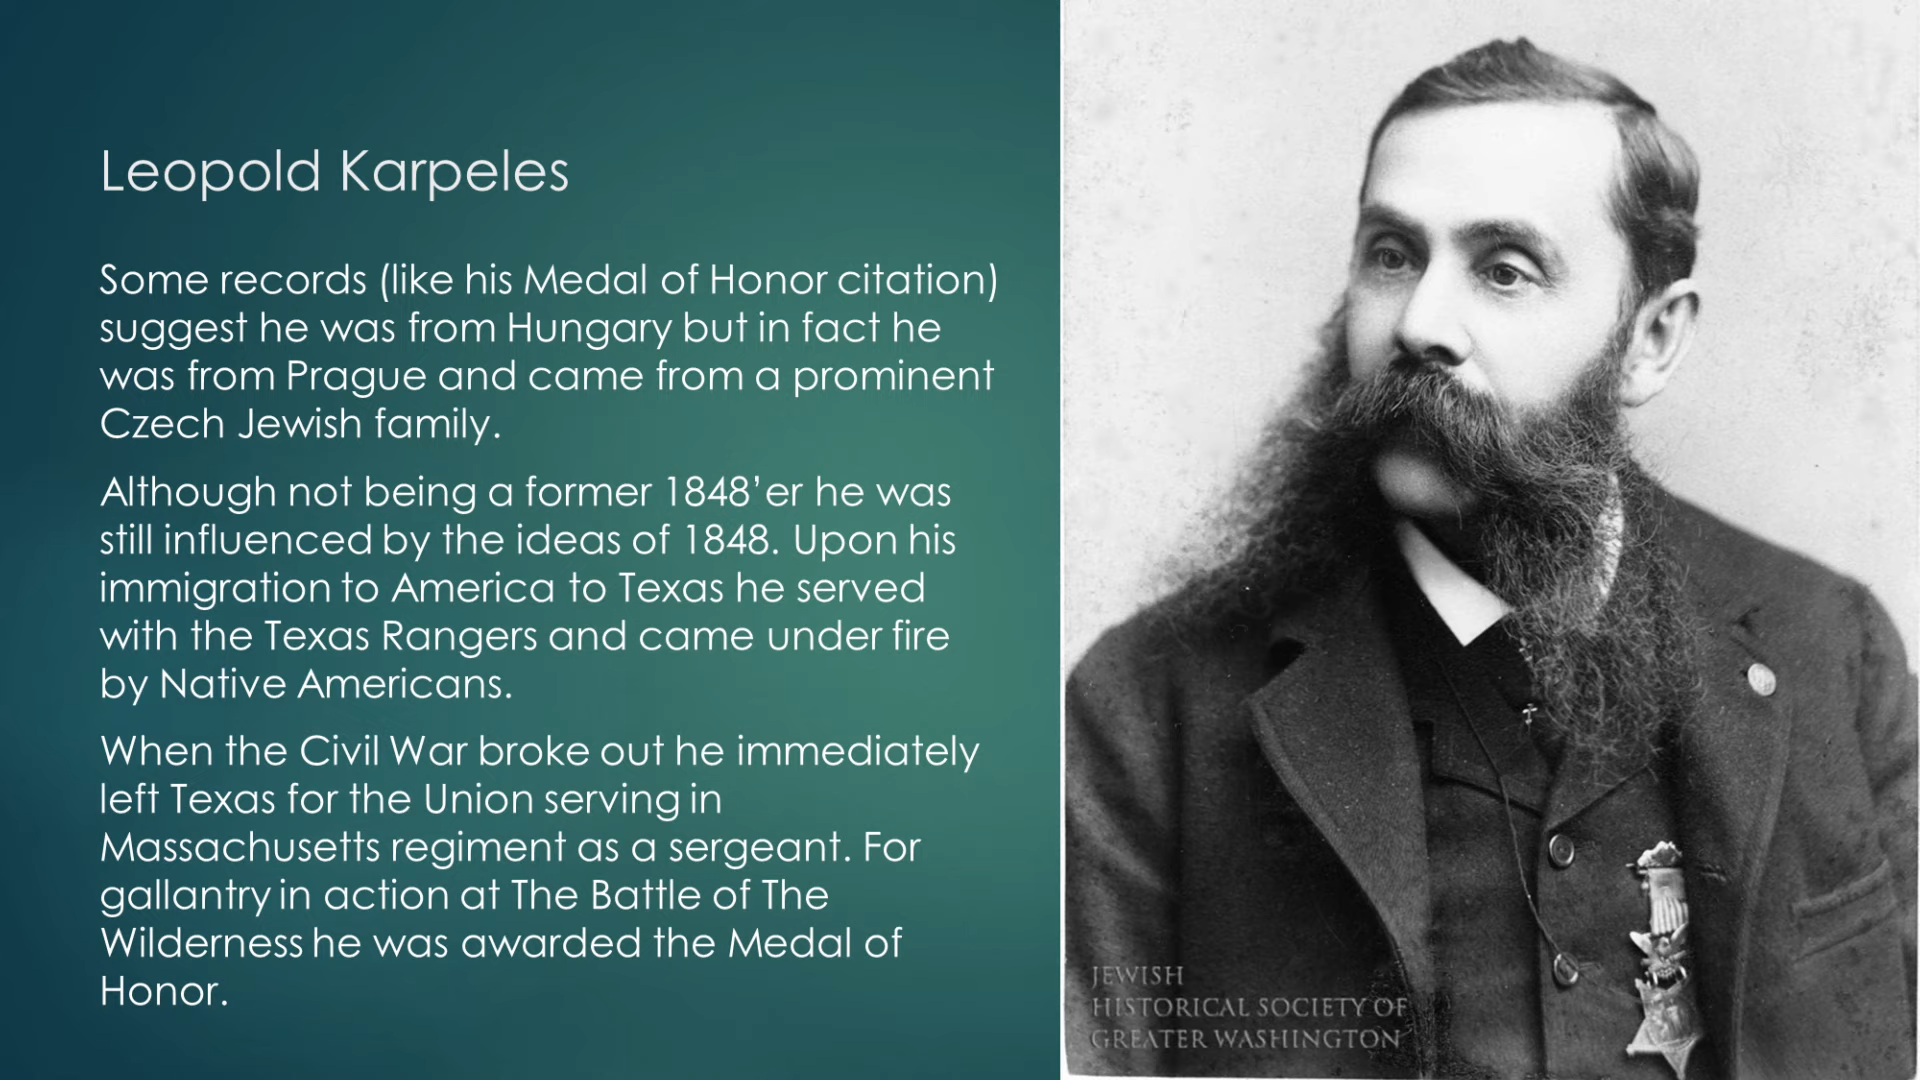 Leopold Karpeles
Some records (like his Medal of Honor citation)
suggest he was from Hungary but in fact he
was from Prague and came from a prominent
Czech Jewish family.
Although not being a former 1848’er he was
still influenced by the ideas of 1848. Upon his
immigration to America to Texas he served
with the Texas Rangers and came under fire
by Native Americans.
When the Civil War broke out he immediately
left Texas for the Union serving in
Massachusetts regiment as a sergeant. For
gallantry in action at The Battle of The
Wilderness he was awarded the Medal of
Honor.
JEWISH
HISTORICAL SOCIETY OF
GREATER WASHINGTON